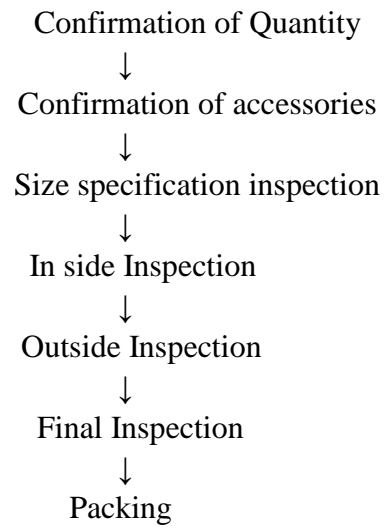 Confirmation of Quantity
↓
Confirmation of accessories
↓
Size specification inspection
↓
In side Inspection
↓
Outside Inspection
↓
Final Inspection
↓
Packing